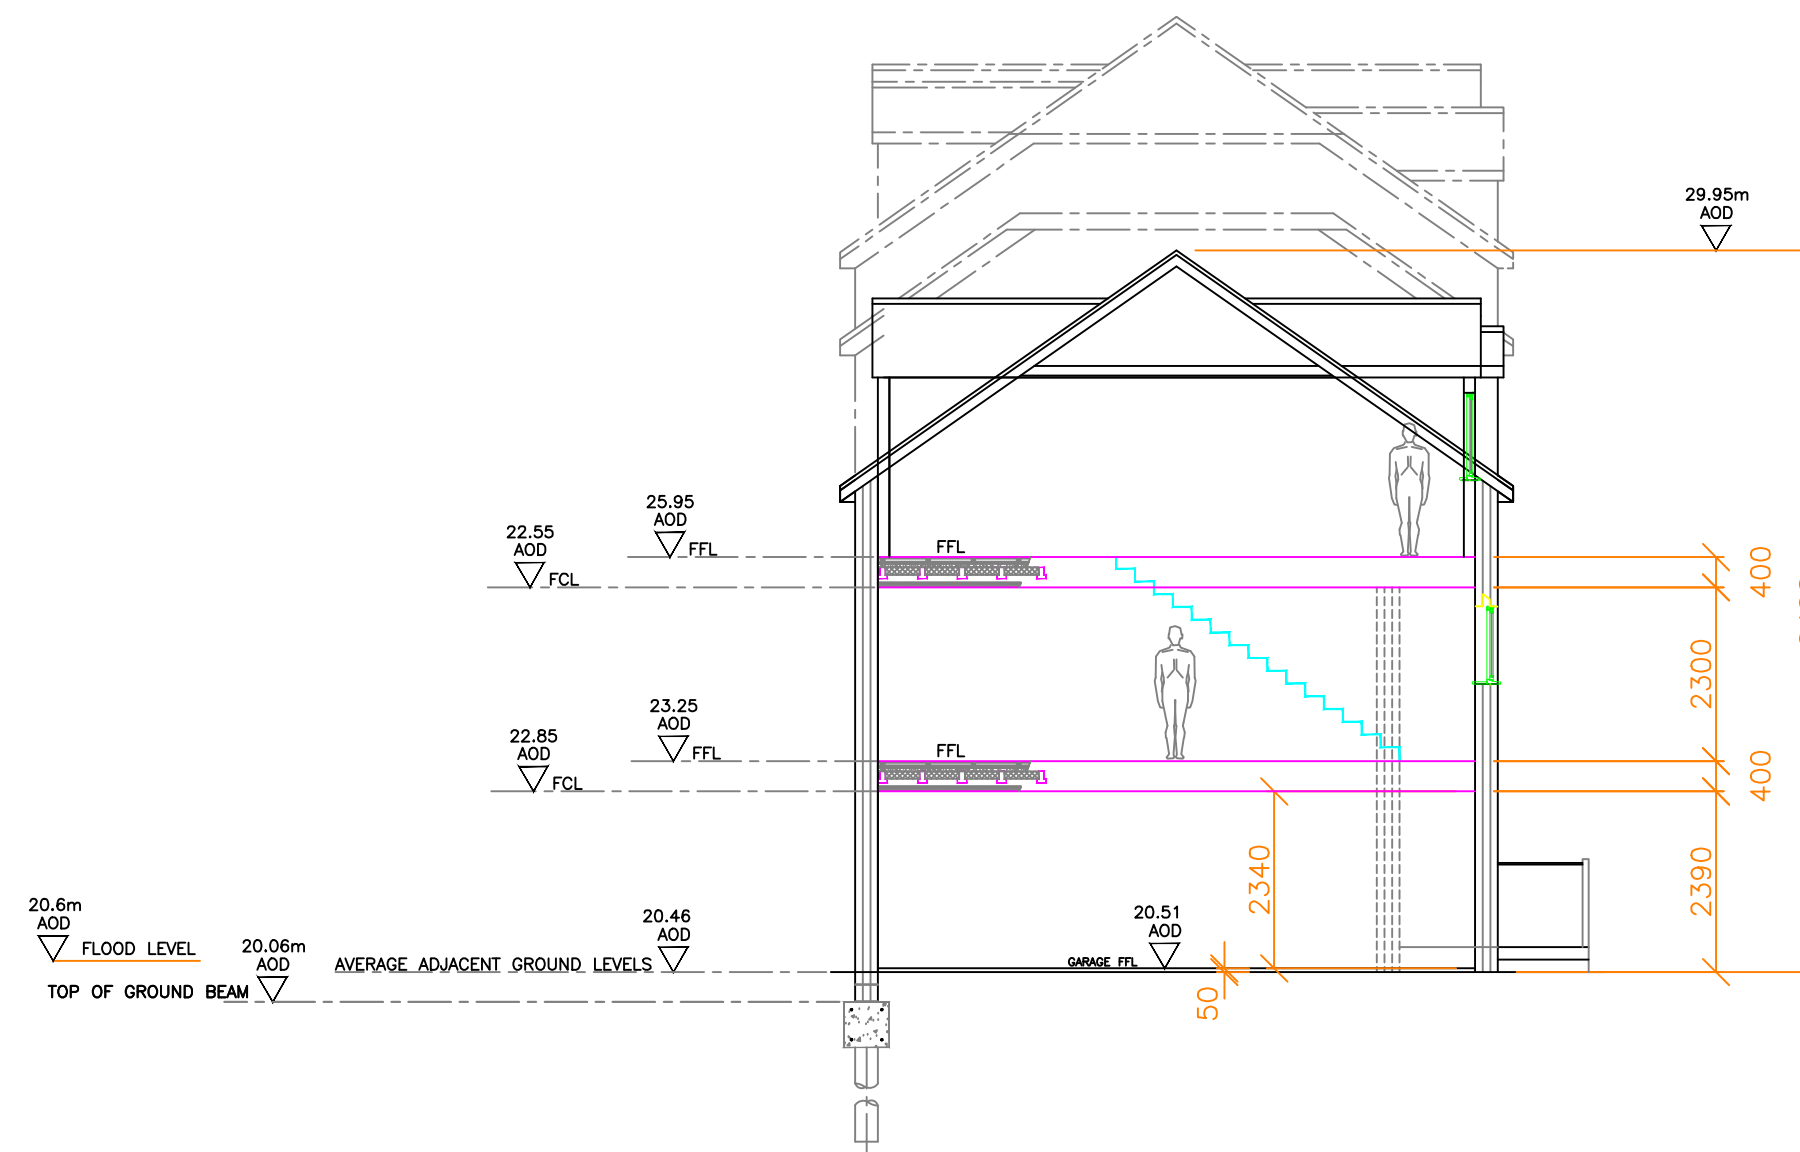 29.95m
AOD
25.95
AOD
FFL
FFL
22.55
AOD
FCL
400
2300
23.25
AOD
FFL
FFL
22.85
AOD
FCL
400
2340
2390
20.6m
AOD
FLOOD LEVEL
20.46
AOD
20.51
AOD
20.06m
AOD
AVERAGE ADJACENT GROUND LEVELS
GARAGE FFL
TOP OF GROUND BEAM
50